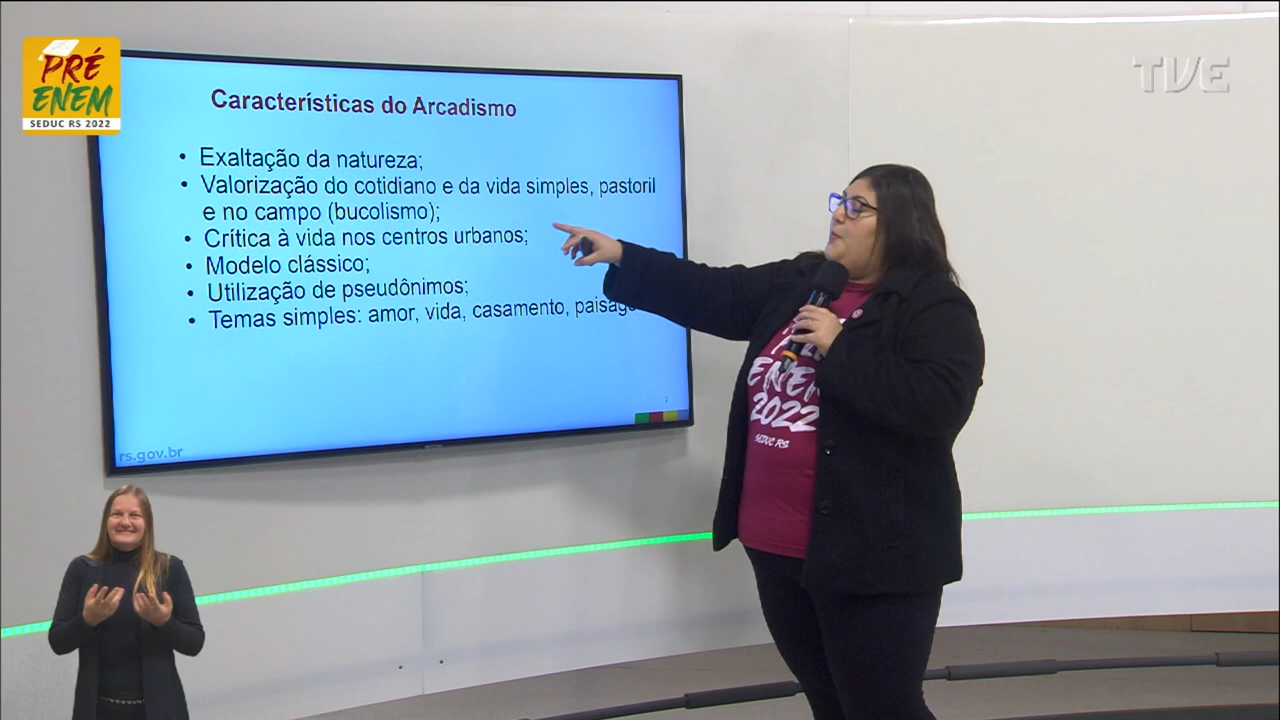 PRÉ
ENEM
SEDUC RS 2022
TVE
Características do Arcadismo
• Exaltação da natureza;
• Valorização do cotidiano e da vida simples, pastoril
e no campo (bucolismo);
• Crítica à vida nos centros urbanos;
• Modelo clássico;
• Utilização de pseudônimos;
• Temas simples: amor, vida, casamento,
ENEM
2022
SEDUC RS
rs.gov.br